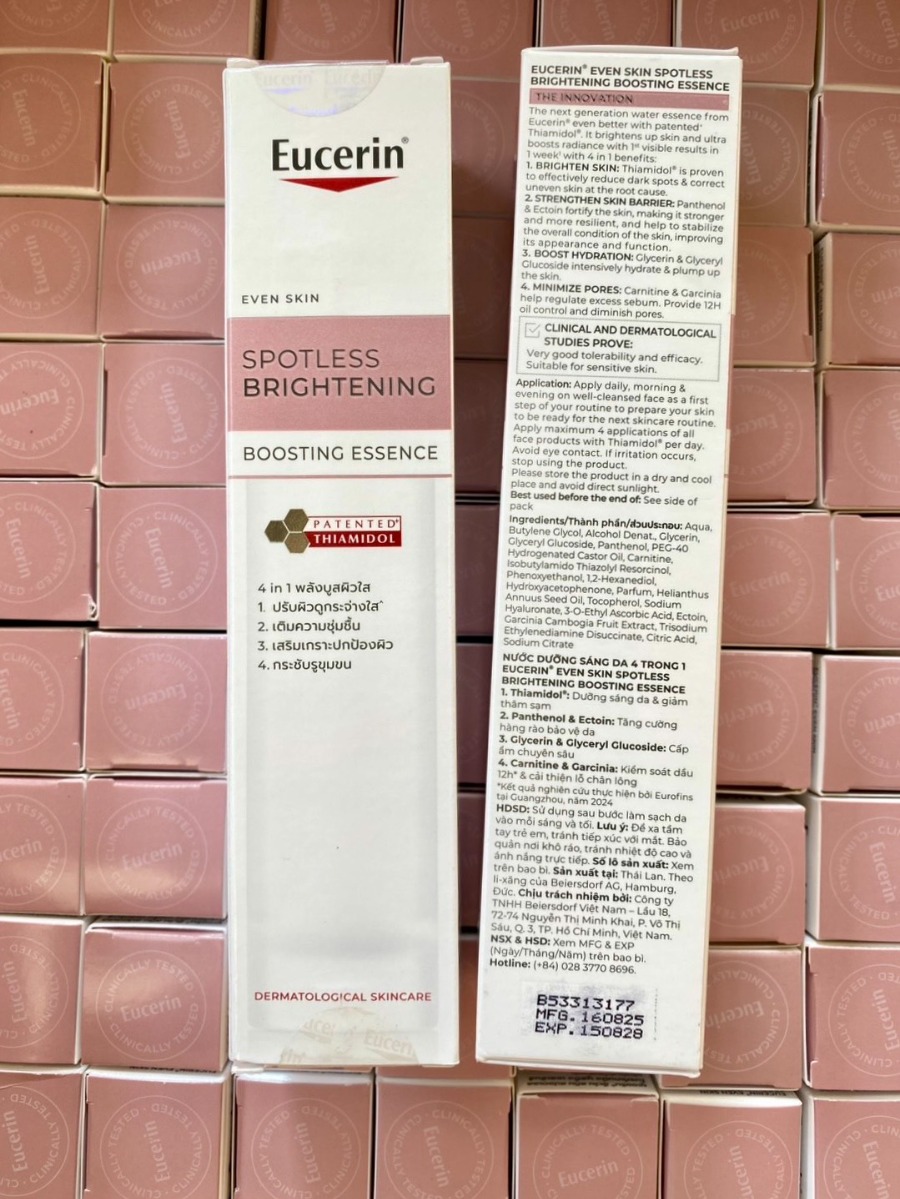 Eucerin®
EVEN SKIN
SPOTLESS
BRIGHTENING
BOOSTING ESSENCE
PATENTED*
THIAMIDOL
4 in 1 พลังบูสผิวใส
1. ปรับผิวดูกระจ่างใส^
2. เติมความชุ่มชื้น
3. เสริมเกราะปกป้องผิว
4. กระชับรูขุมขน
DERMATOLOGICAL SKINCARE
EUCERIN® EVEN SKIN SPOTLESS
BRIGHTENING BOOSTING ESSENCE
THE INNOVATION
The next generation water essence from
Eucerin® even better with patented*
Thiamidol®. It brightens up skin and ultra
boosts radiance with 1st visible results in
1 week¹ with 4 in 1 benefits:
1. BRIGHTEN SKIN: Thiamidol® is proven
to effectively reduce dark spots & correct
uneven skin at the root cause.
2. STRENGTHEN SKIN BARRIER: Panthenol
& Ectoin fortify the skin, making it stronger
and more resilient, and help to stabilize
the overall condition of the skin, improving
its appearance and function.
3. BOOST HYDRATION: Glycerin & Glyceryl
Glucoside intensively hydrate & plump up
the skin.
4. MINIMIZE PORES: Carnitine & Garcinia
help regulate excess sebum. Provide 12H
oil control and diminish pores.
CLINICAL AND DERMATOLOGICAL
STUDIES PROVE:
Very good tolerability and efficacy.
Suitable for sensitive skin.
Application: Apply daily, morning &
evening on well-cleansed face as a first
step of your routine to prepare your skin
to be ready for the next skincare routine.
Apply maximum 4 applications of all
face products with Thiamidol® per day.
Avoid eye contact. If irritation occurs,
stop using the product.
Please store the product in a dry and cool
place and avoid direct sunlight.
Best used before the end of: See side of
pack
Ingredients/Thành phần/ส่วนประกอบ: Aqua,
Butylene Glycol, Alcohol Denat., Glycerin,
Glyceryl Glucoside, Panthenol, PEG-40
Hydrogenated Castor Oil, Carnitine,
Isobutylamido Thiazolyl Resorcinol,
Phenoxyethanol, 1,2-Hexanediol,
Hydroxyacetophenone, Parfum, Helianthus
Annuus Seed Oil, Tocopherol, Sodium
Hyaluronate, 3-O-Ethyl Ascorbic Acid, Ectoin,
Garcinia Cambogia Fruit Extract, Trisodium
Ethylenediamine Disuccinate, Citric Acid,
Sodium Citrate
NƯỚC DƯỠNG SÁNG DA 4 TRONG 1
EUCERIN® EVEN SKIN SPOTLESS
BRIGHTENING BOOSTING ESSENCE
1. Thiamidol®: Dưỡng sáng da & giảm
thâm sạm
2. Panthenol & Ectoin: Tăng cường
hàng rào bảo vệ da
3. Glycerin & Glyceryl Glucoside: Cấp
ẩm chuyên sâu
4. Carnitine & Garcinia: Kiểm soát dầu
12h* & cải thiện lỗ chân lông
*Kết quả nghiên cứu thực hiện bởi Eurofins
tại Guangzhou, năm 2024
HDSD: Sử dụng sau bước làm sạch da
vào mỗi sáng và tối. Lưu ý: Để xa tầm
tay trẻ em, tránh tiếp xúc với mắt. Bảo
quản nơi khô ráo, tránh nhiệt độ cao và
ánh nắng trực tiếp. Số lô sản xuất: Xem
trên bao bì. Sản xuất tại: Thái Lan. Theo
li-xăng của Beiersdorf AG, Hamburg,
Đức. Chịu trách nhiệm bởi: Công ty
TNHH Beiersdorf Việt Nam – Lầu 18,
72-74 Nguyễn Thị Minh Khai, P. Võ Thị
Sáu, Q. 3, TP. Hồ Chí Minh, Việt Nam.
NSX & HSD: Xem MFG & EXP
(Ngày/Tháng/Năm) trên bao bì.
Hotline: (+84) 028 3770 8696.
B53313177
MFG.160825
EXP.150828
Eucerin
CLINICALLY TESTED